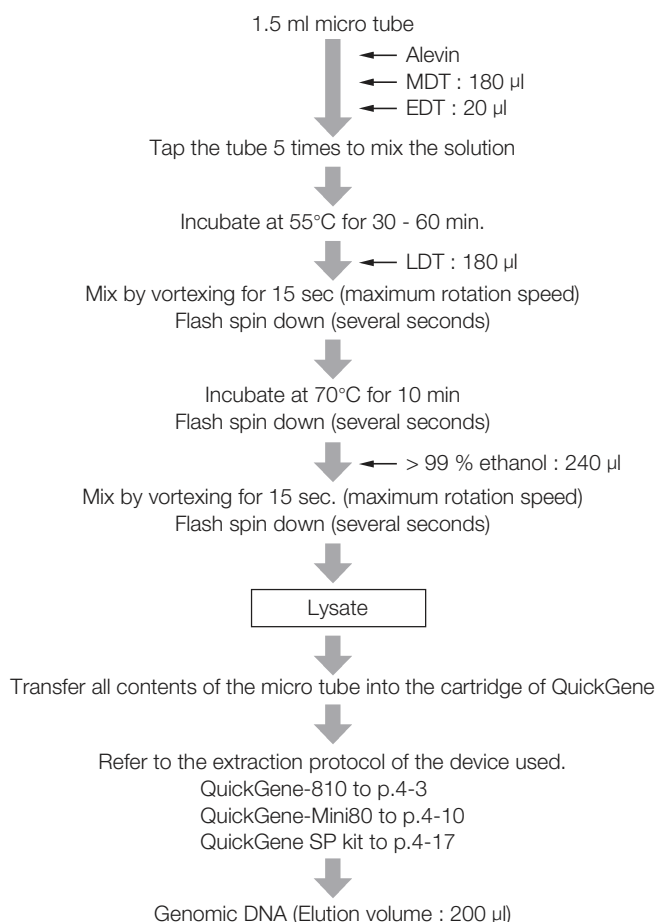 1.5 ml micro tube
Alevin
MDT : 180 µl
EDT : 20 µl
Tap the tube 5 times to mix the solution
Incubate at 55°C for 30 - 60 min.
LDT : 180 µl
Mix by vortexing for 15 sec (maximum rotation speed)
Flash spin down (several seconds)
Incubate at 70°C for 10 min
Flash spin down (several seconds)
> 99 % ethanol : 240 µl
Mix by vortexing for 15 sec. (maximum rotation speed)
Flash spin down (several seconds)
Lysate
Transfer all contents of the micro tube into the cartridge of QuickGene
Refer to the extraction protocol of the device used.
QuickGene-810 to p.4-3
QuickGene-Mini80 to p.4-10
QuickGene SP kit to p.4-17
Genomic DNA (Elution volume : 200 µl)